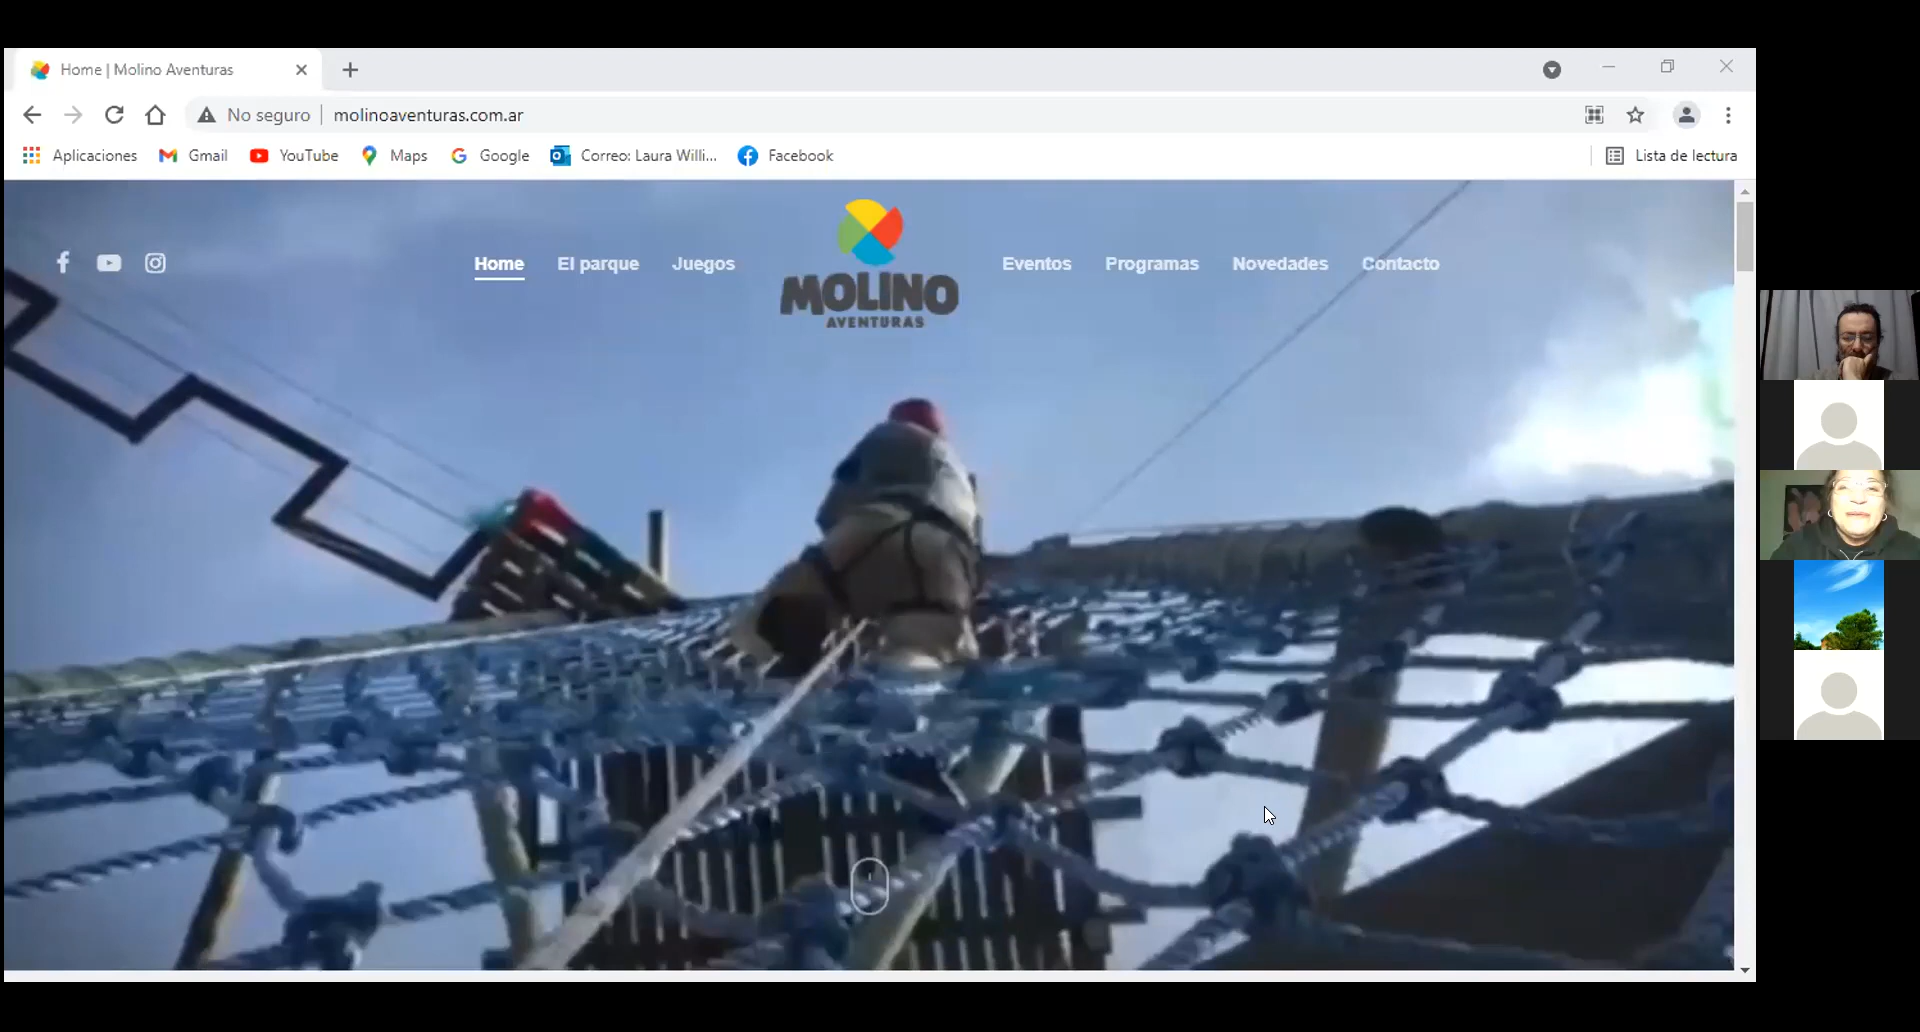 Home | Molino Aventuras
No seguro molinoaventuras.com.ar
Aplicaciones Gmail YouTube Maps Google Correo: Laura Willi... Facebook Lista de lectura
Home El parque Juegos Eventos Programas Novedades Contacto
MOLINO
AVENTURAS